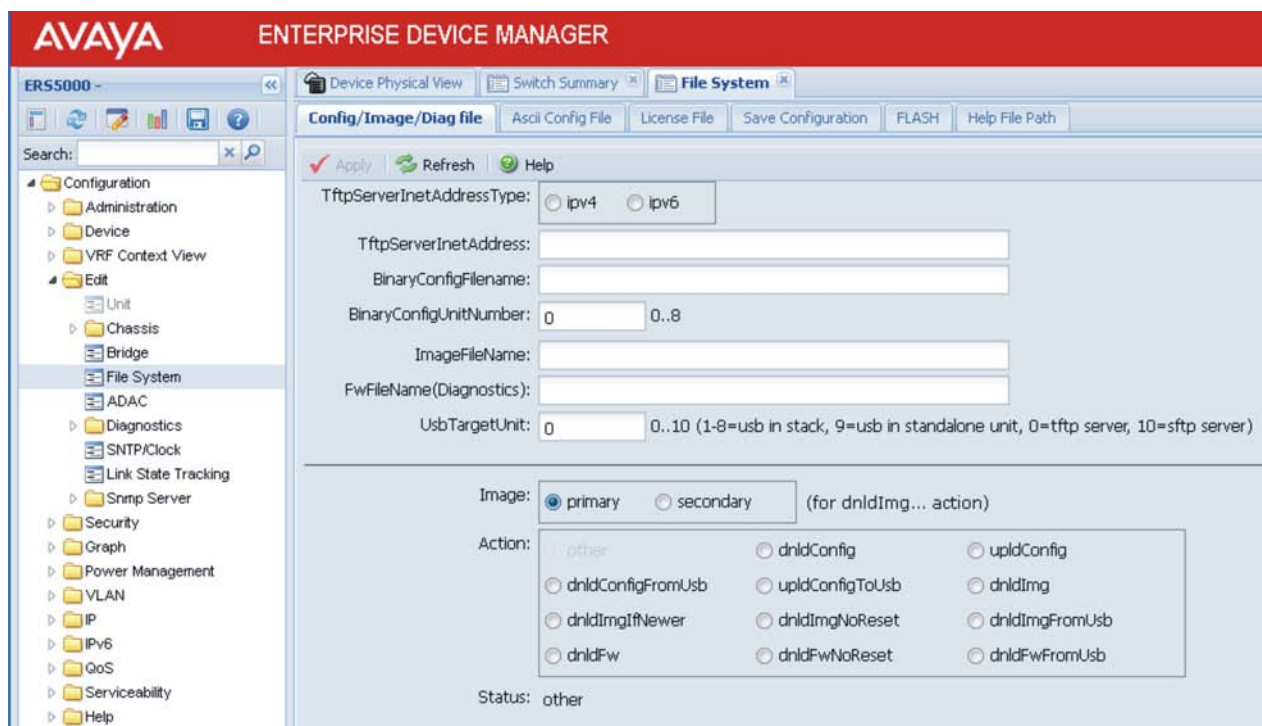 AVAYA ENTERPRISE DEVICE MANAGER
ERS5000 -
Search:
Configuration
Administration
Device
VRF Context View
Edit
Unit
Chassis
Bridge
File System
ADAC
Diagnostics
SNTP/Clock
Link State Tracking
Snmp Server
Security
Graph
Power Management
VLAN
IP
IPv6
QoS
Serviceability
Help
Device Physical View Switch Summary File System
Config/Image/Diag file Ascii Config File License File Save Configuration FLASH Help File Path
Apply Refresh Help
TftpServerInetAddressType: ipv4 ipv6
TftpServerInetAddress:
BinaryConfigFilename:
BinaryConfigUnitNumber: 0 0..8
ImageFileName:
FwFileName(Diagnostics):
UsbTargetUnit: 0 0..10 (1-8=usb in stack, 9=usb in standalone unit, 0=tftp server, 10=sftp server)
Image: primary secondary (for dnldImg... action)
Action: other dnldConfig upldConfig
dnldConfigFromUsb upldConfigToUsb dnldImg
dnldImgIfNewer dnldImgNoReset dnldImgFromUsb
dnldFw dnldFwNoReset dnldFwFromUsb
Status: other